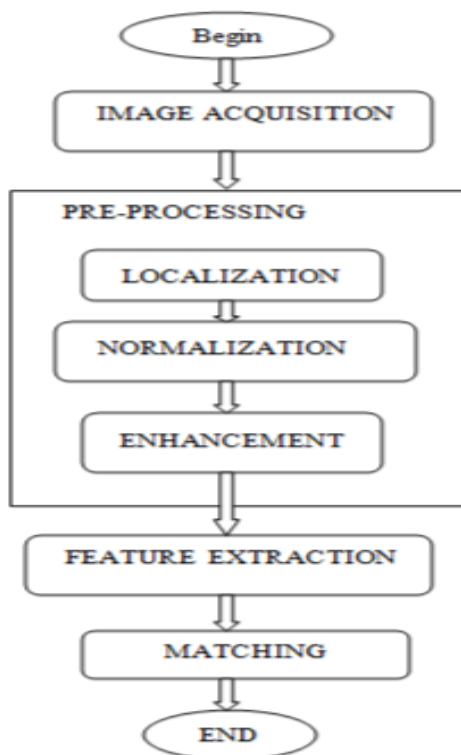 Begin
IMAGE ACQUISITION
PRE-PROCESSING
LOCALIZATION
NORMALIZATION
ENHANCEMENT
FEATURE EXTRACTION
MATCHING
END